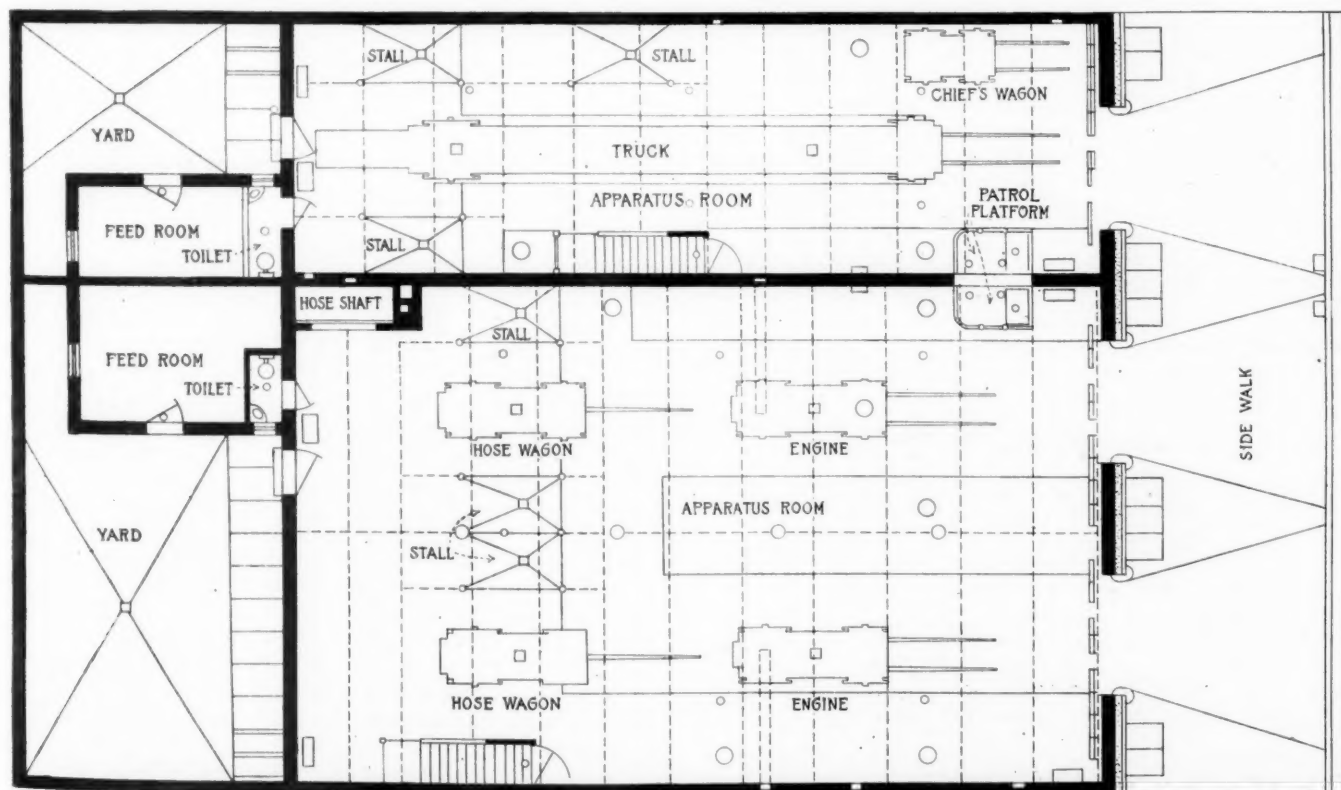 STALL
STALL
CHIEF'S WAGON
YARD
TRUCK
APPARATUS ROOM
PATROL
PLATFORM
FEED ROOM
TOILET
STALL
HOSE SHAFT
STALL
FEED ROOM
TOILET
HOSE WAGON
ENGINE
SIDE WALK
APPARATUS ROOM
YARD
STALL
HOSE WAGON
ENGINE